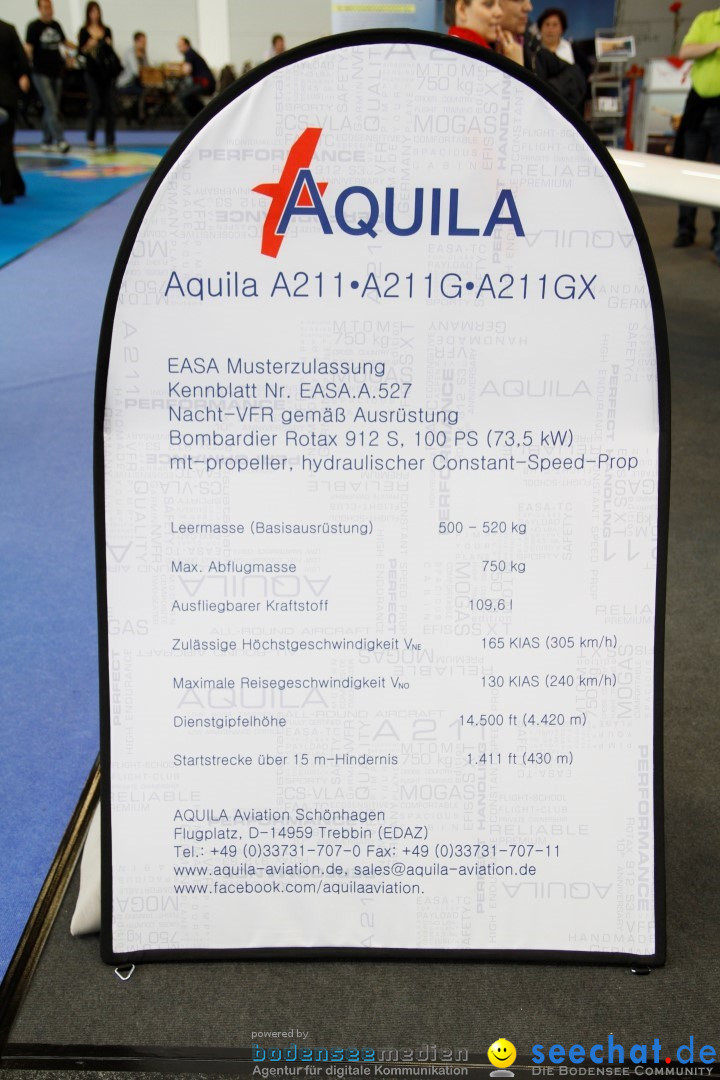 AQUILA
Aquila A211•A211G•A211GX
EASA Musterzulassung
Kennblatt Nr. EASA.A.527
Nacht-VFR gemäß Ausrüstung
Bombardier Rotax 912 S, 100 PS (73,5 kW)
mt-propeller, hydraulischer Constant-Speed-Prop
Leermasse (Basisausrüstung) 500 - 520 kg
Max. Abflugmasse 750 kg
Ausfliegbarer Kraftstoff 109,6 l
Zulässige Höchstgeschwindigkeit VNE 165 KIAS (305 km/h)
Maximale Reisegeschwindigkeit VNO 130 KIAS (240 km/h)
Dienstgipfelhöhe 14.500 ft (4.420 m)
Startstrecke über 15 m-Hindernis 1.411 ft (430 m)
AQUILA Aviation Schönhagen
Flugplatz, D-14959 Trebbin (EDAZ)
Tel.: +49 (0)33731-707-0 Fax: +49 (0)33731-707-11
www.aquila-aviation.de, sales@aquila-aviation.de
www.facebook.com/aquilaaviation.
powered by
bodenseemedien
Agentur für digitale Kommunikation
seechat.de
Die Bodensee Community